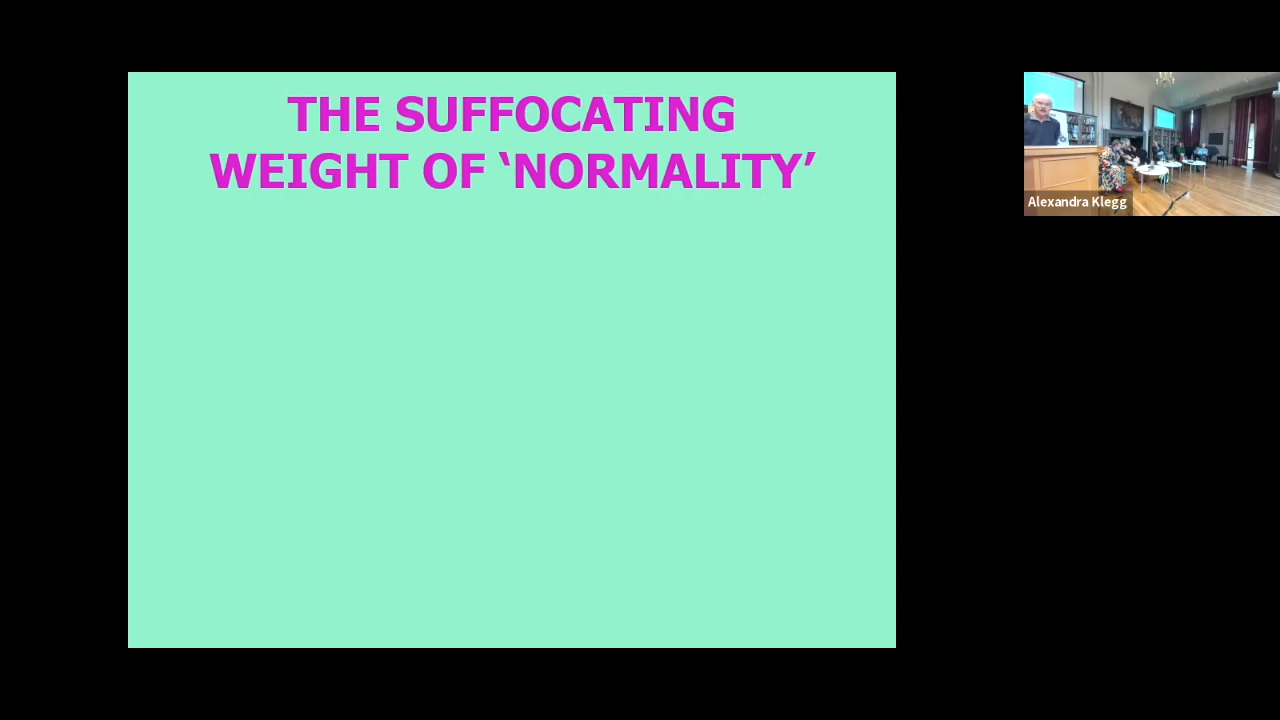 THE SUFFOCATING
WEIGHT OF ‘NORMALITY’
Alexandra Klegg